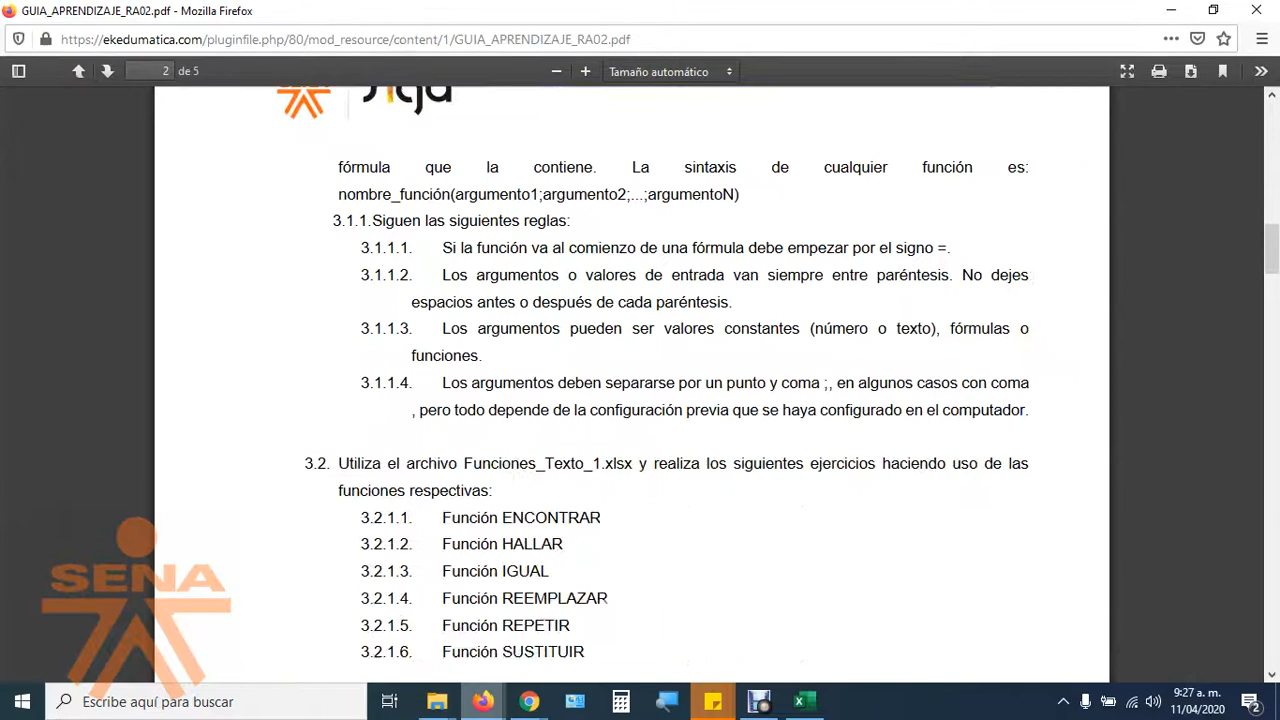 GUIA_APRENDIZAJE_RA02.pdf - Mozilla Firefox
https://ekedumatica.com/pluginfile.php/80/mod_resource/content/1/GUIA_APRENDIZAJE_RA02.pdf
2 de 5
Tamaño automático
SENA
fórmula que la contiene. La sintaxis de cualquier función es:
nombre_función(argumento1;argumento2;...;argumentoN)
3.1.1.Siguen las siguientes reglas:
3.1.1.1. Si la función va al comienzo de una fórmula debe empezar por el signo =.
3.1.1.2. Los argumentos o valores de entrada van siempre entre paréntesis. No dejes
espacios antes o después de cada paréntesis.
3.1.1.3. Los argumentos pueden ser valores constantes (número o texto), fórmulas o
funciones.
3.1.1.4. Los argumentos deben separarse por un punto y coma ;, en algunos casos con coma
, pero todo depende de la configuración previa que se haya configurado en el computador.
3.2. Utiliza el archivo Funciones_Texto_1.xlsx y realiza los siguientes ejercicios haciendo uso de las
funciones respectivas:
3.2.1.1. Función ENCONTRAR
3.2.1.2. Función HALLAR
3.2.1.3. Función IGUAL
3.2.1.4. Función REEMPLAZAR
3.2.1.5. Función REPETIR
3.2.1.6. Función SUSTITUIR
SENA
Escribe aquí para buscar
9:27 a. m.
11/04/2020
2